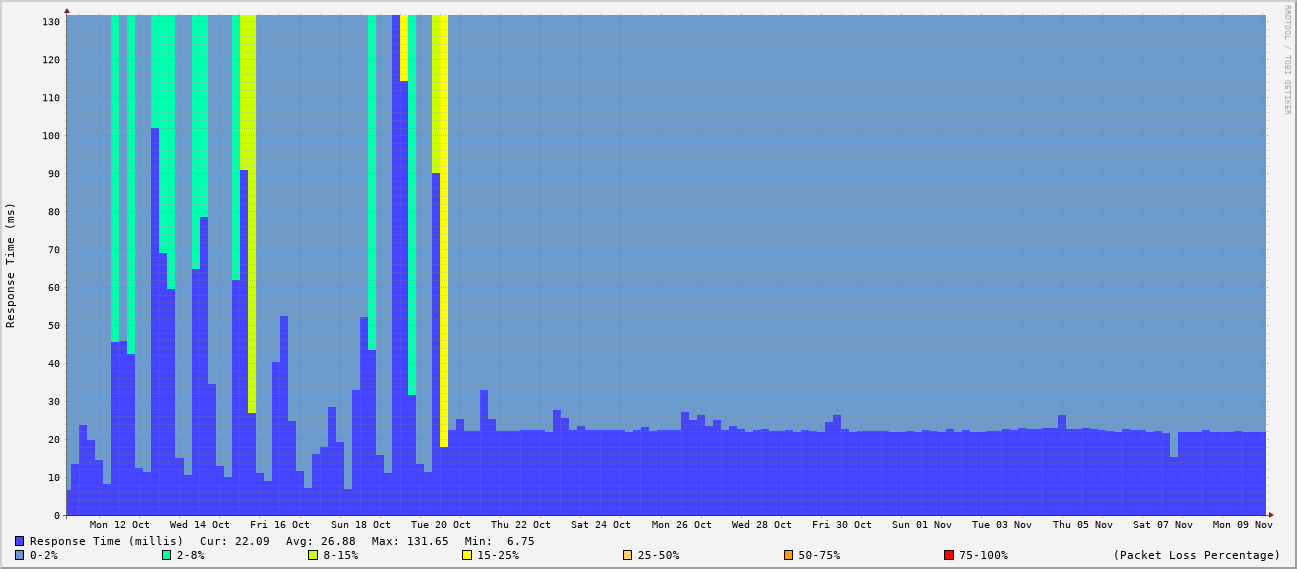 RRDTOOL / TOBI OETIKER
Response Time (ms)
130
120
110
100
90
80
70
60
50
40
30
20
10
0
Mon 12 Oct Wed 14 Oct Fri 16 Oct Sun 18 Oct Tue 20 Oct Thu 22 Oct Sat 24 Oct Mon 26 Oct Wed 28 Oct Fri 30 Oct Sun 01 Nov Tue 03 Nov Thu 05 Nov Sat 07 Nov Mon 09 Nov
Response Time (millis) Cur: 22.09 Avg: 26.88 Max: 131.65 Min: 6.75
0-2% 2-8% 8-15% 15-25% 25-50% 50-75% 75-100% (Packet Loss Percentage)